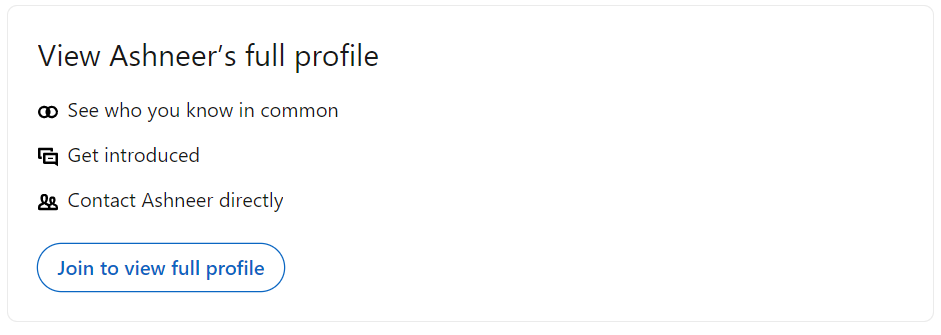 View Ashneer’s full profile
See who you know in common
Get introduced
Contact Ashneer directly
Join to view full profile